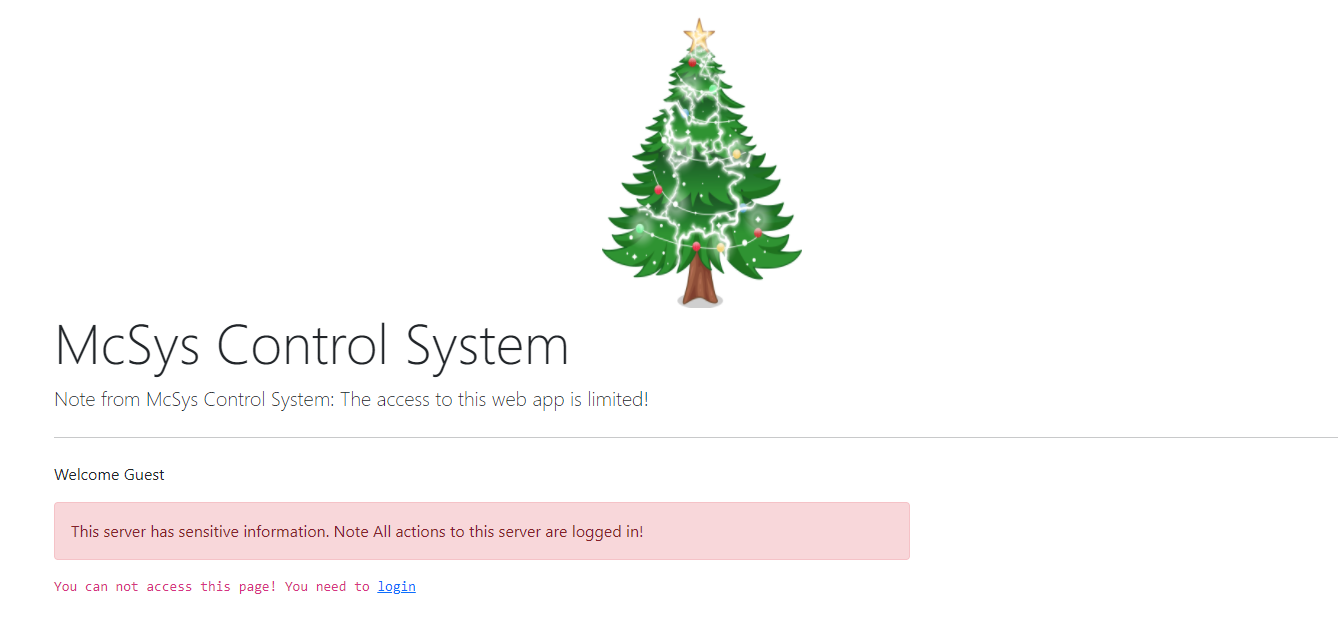 McSys Control System
Note from McSys Control System: The access to this web app is limited!
Welcome Guest
This server has sensitive information. Note All actions to this server are logged in!
You can not access this page! You need to login